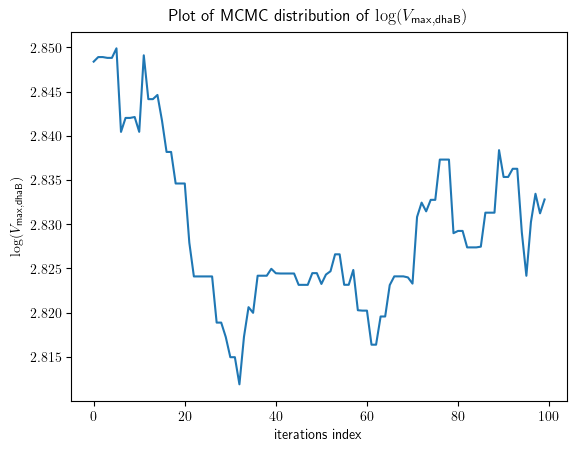 Plot of MCMC distribution of log(V_max,dhaB)
log(V_max,dhaB)
2.850
2.845
2.840
2.835
2.830
2.825
2.820
2.815
0 20 40 60 80 100
iterations index